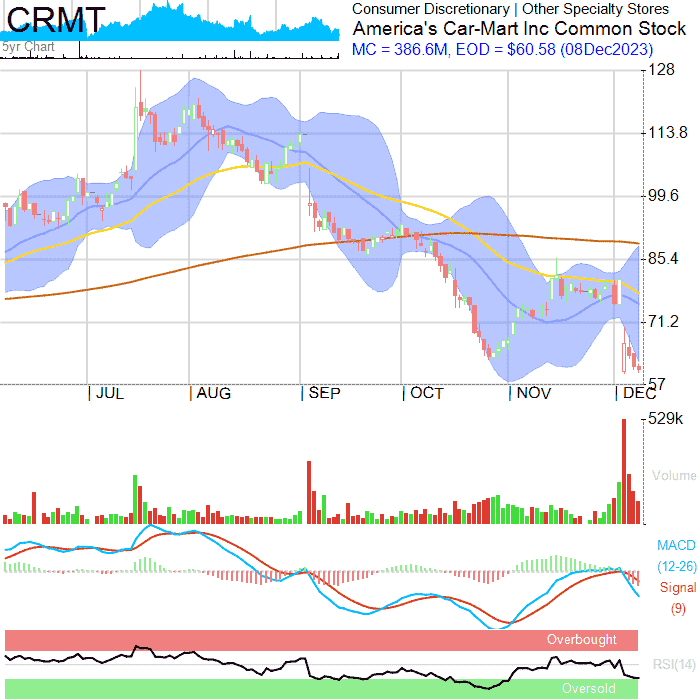 CRMT
5yr Chart
Consumer Discretionary | Other Specialty Stores
America's Car-Mart Inc Common Stock
MC = 386.6M, EOD = $60.58 (08Dec2023)
128
113.8
99.6
85.4
71.2
57
| JUL | AUG | SEP | OCT | NOV | DEC
529k
Volume
MACD
(12-26)
Signal
(9)
Overbought
RSI(14)
Oversold